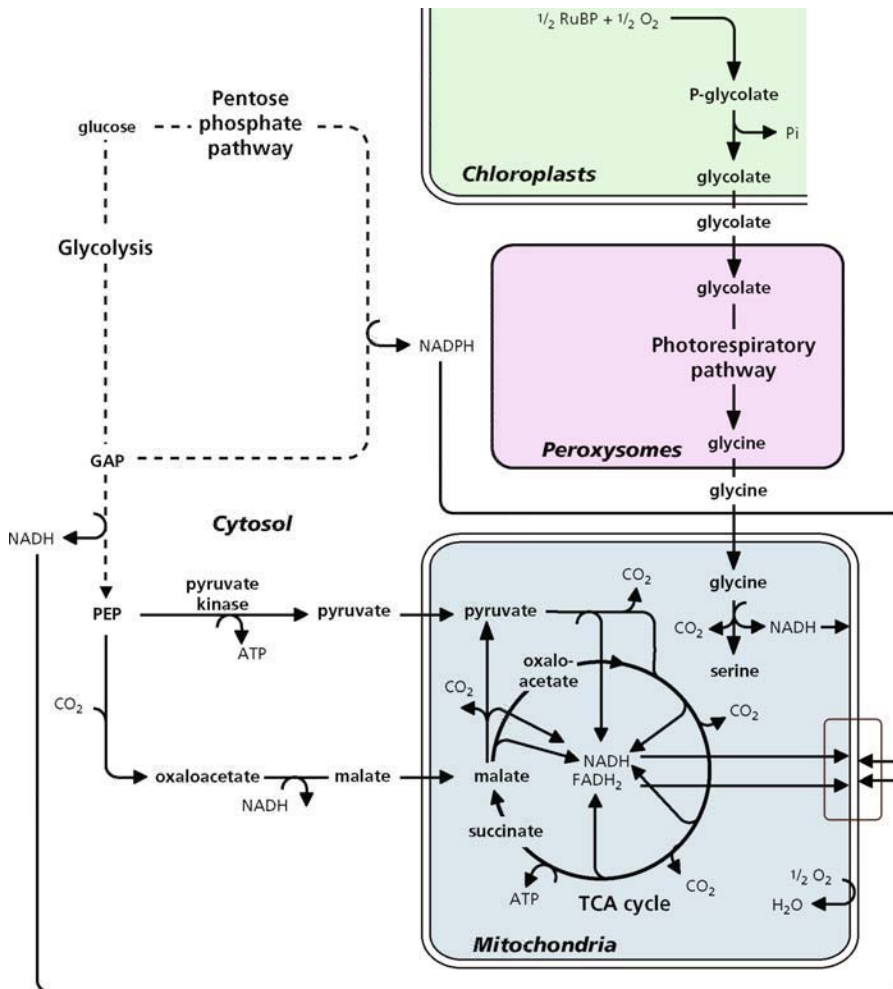 ½ RuBP + ½ O₂
P-glycolate
Pi
glycolate
Chloroplasts
glycolate
Pentose
phosphate
pathway
glucose
Glycolysis
NADPH
GAP
glycolate
Photorespiratory
pathway
glycine
Peroxysomes
glycine
Cytosol
NADH
PEP
pyruvate
kinase
ATP
pyruvate
pyruvate
CO₂
glycine
CO₂
NADH
serine
oxalo-
acetate
CO₂
CO₂
CO₂
NADH
FADH₂
oxaloacetate
NADH
malate
malate
succinate
ATP
CO₂
TCA cycle
½ O₂
H₂O
Mitochondria